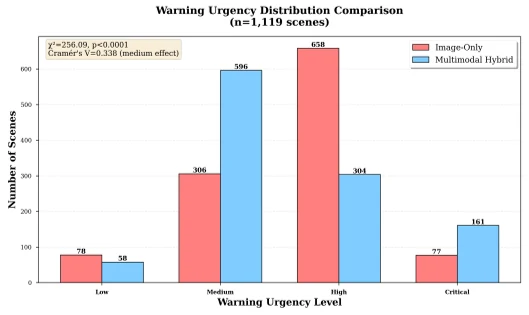 Warning Urgency Distribution Comparison
(n=1,119 scenes)
χ²=256.09, p<0.0001
Cramér's V=0.338 (medium effect)
Image-Only
Multimodal Hybrid
Number of Scenes
600
500
400
300
200
100
0
78
58
306
596
658
304
77
161
Low
Medium
High
Critical
Warning Urgency Level